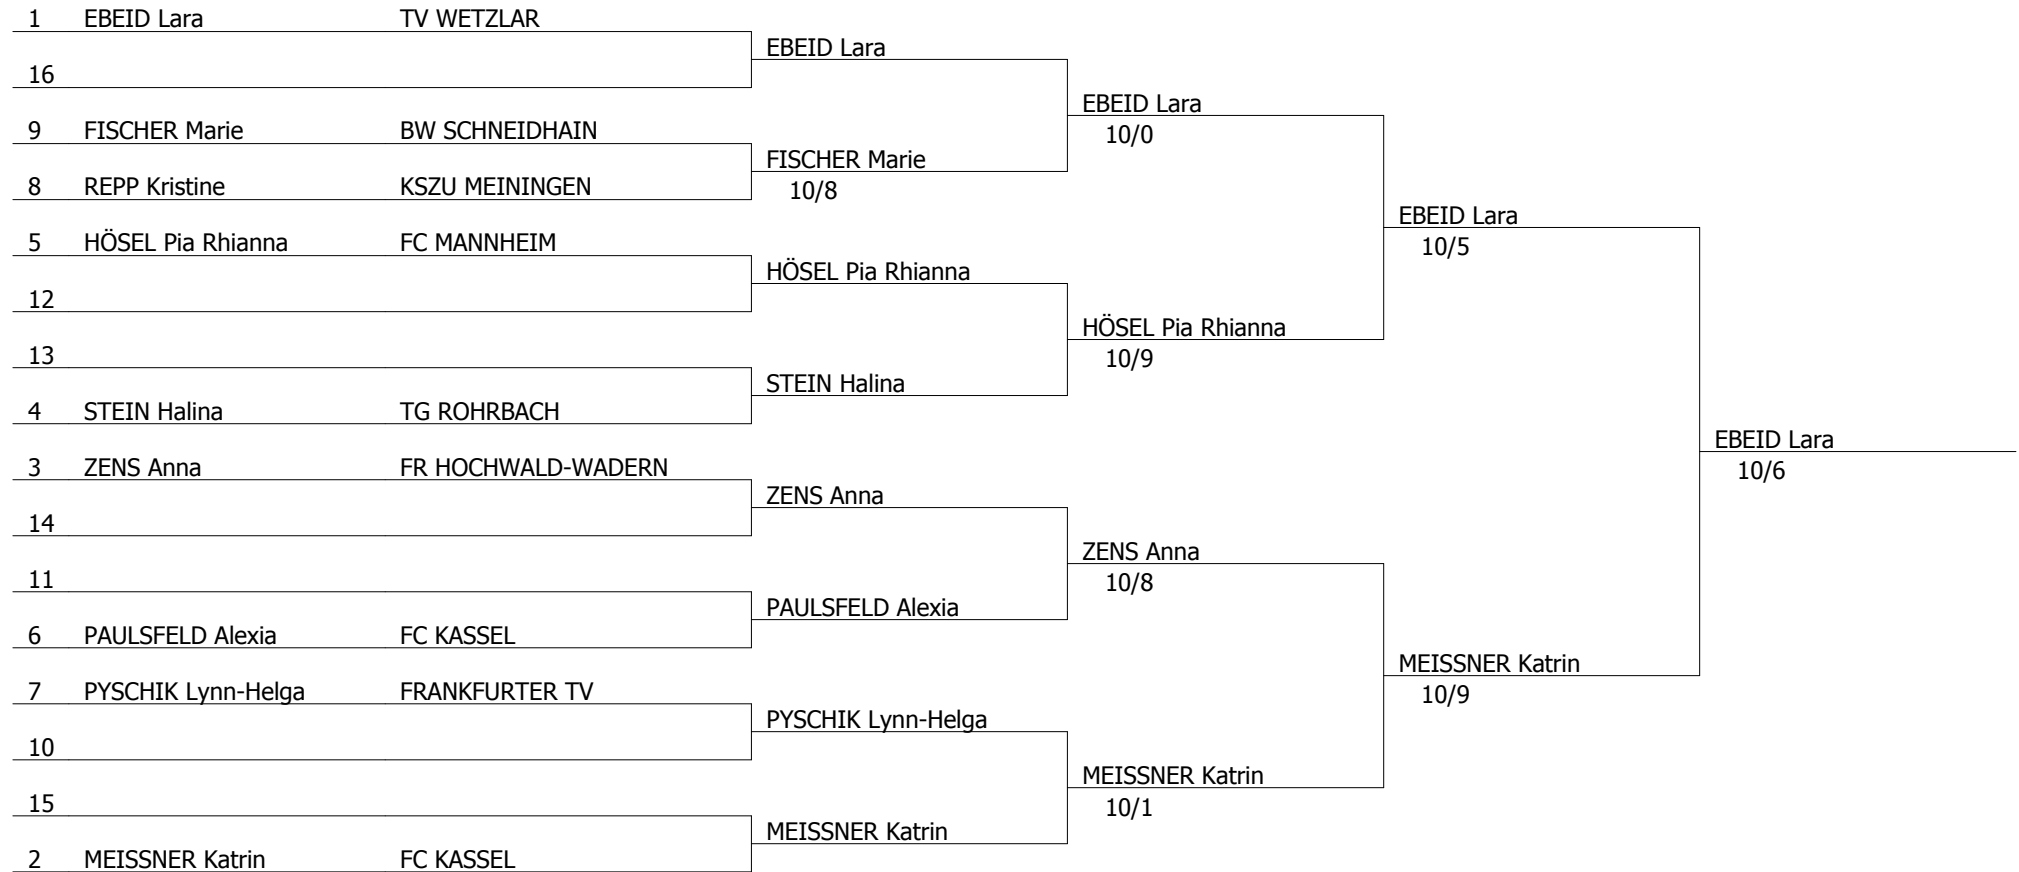 1 EBEID Lara TV WETZLAR
EBEID Lara
16
EBEID Lara
10/0
9 FISCHER Marie BW SCHNEIDHAIN
FISCHER Marie
10/8
8 REPP Kristine KSZU MEININGEN
EBEID Lara
10/5
5 HÖSEL Pia Rhianna FC MANNHEIM
HÖSEL Pia Rhianna
12
HÖSEL Pia Rhianna
10/9
13
STEIN Halina
4 STEIN Halina TG ROHRBACH
EBEID Lara
10/6
3 ZENS Anna FR HOCHWALD-WADERN
ZENS Anna
14
ZENS Anna
10/8
11
PAULSFELD Alexia
6 PAULSFELD Alexia FC KASSEL
MEISSNER Katrin
10/9
7 PYSCHIK Lynn-Helga FRANKFURTER TV
PYSCHIK Lynn-Helga
10
MEISSNER Katrin
10/1
15
MEISSNER Katrin
2 MEISSNER Katrin FC KASSEL